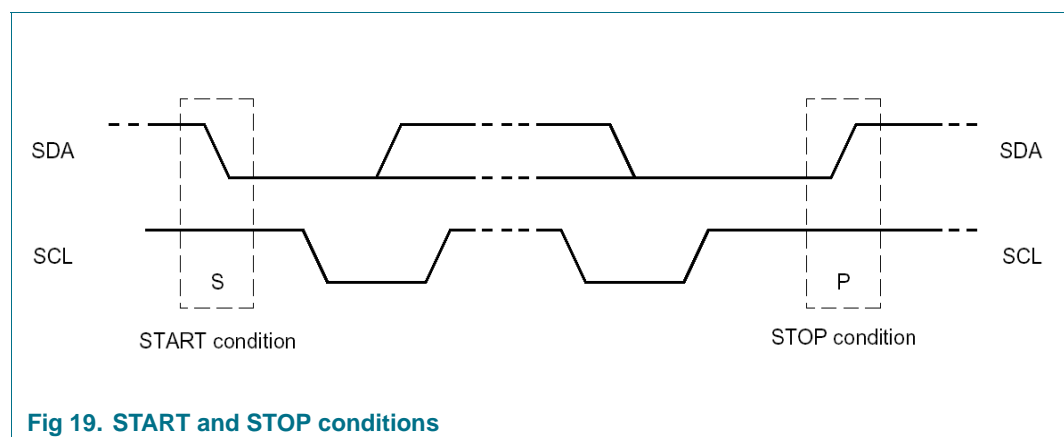 SDA SDA
SCL SCL
S P
START condition STOP condition
Fig 19. START and STOP conditions